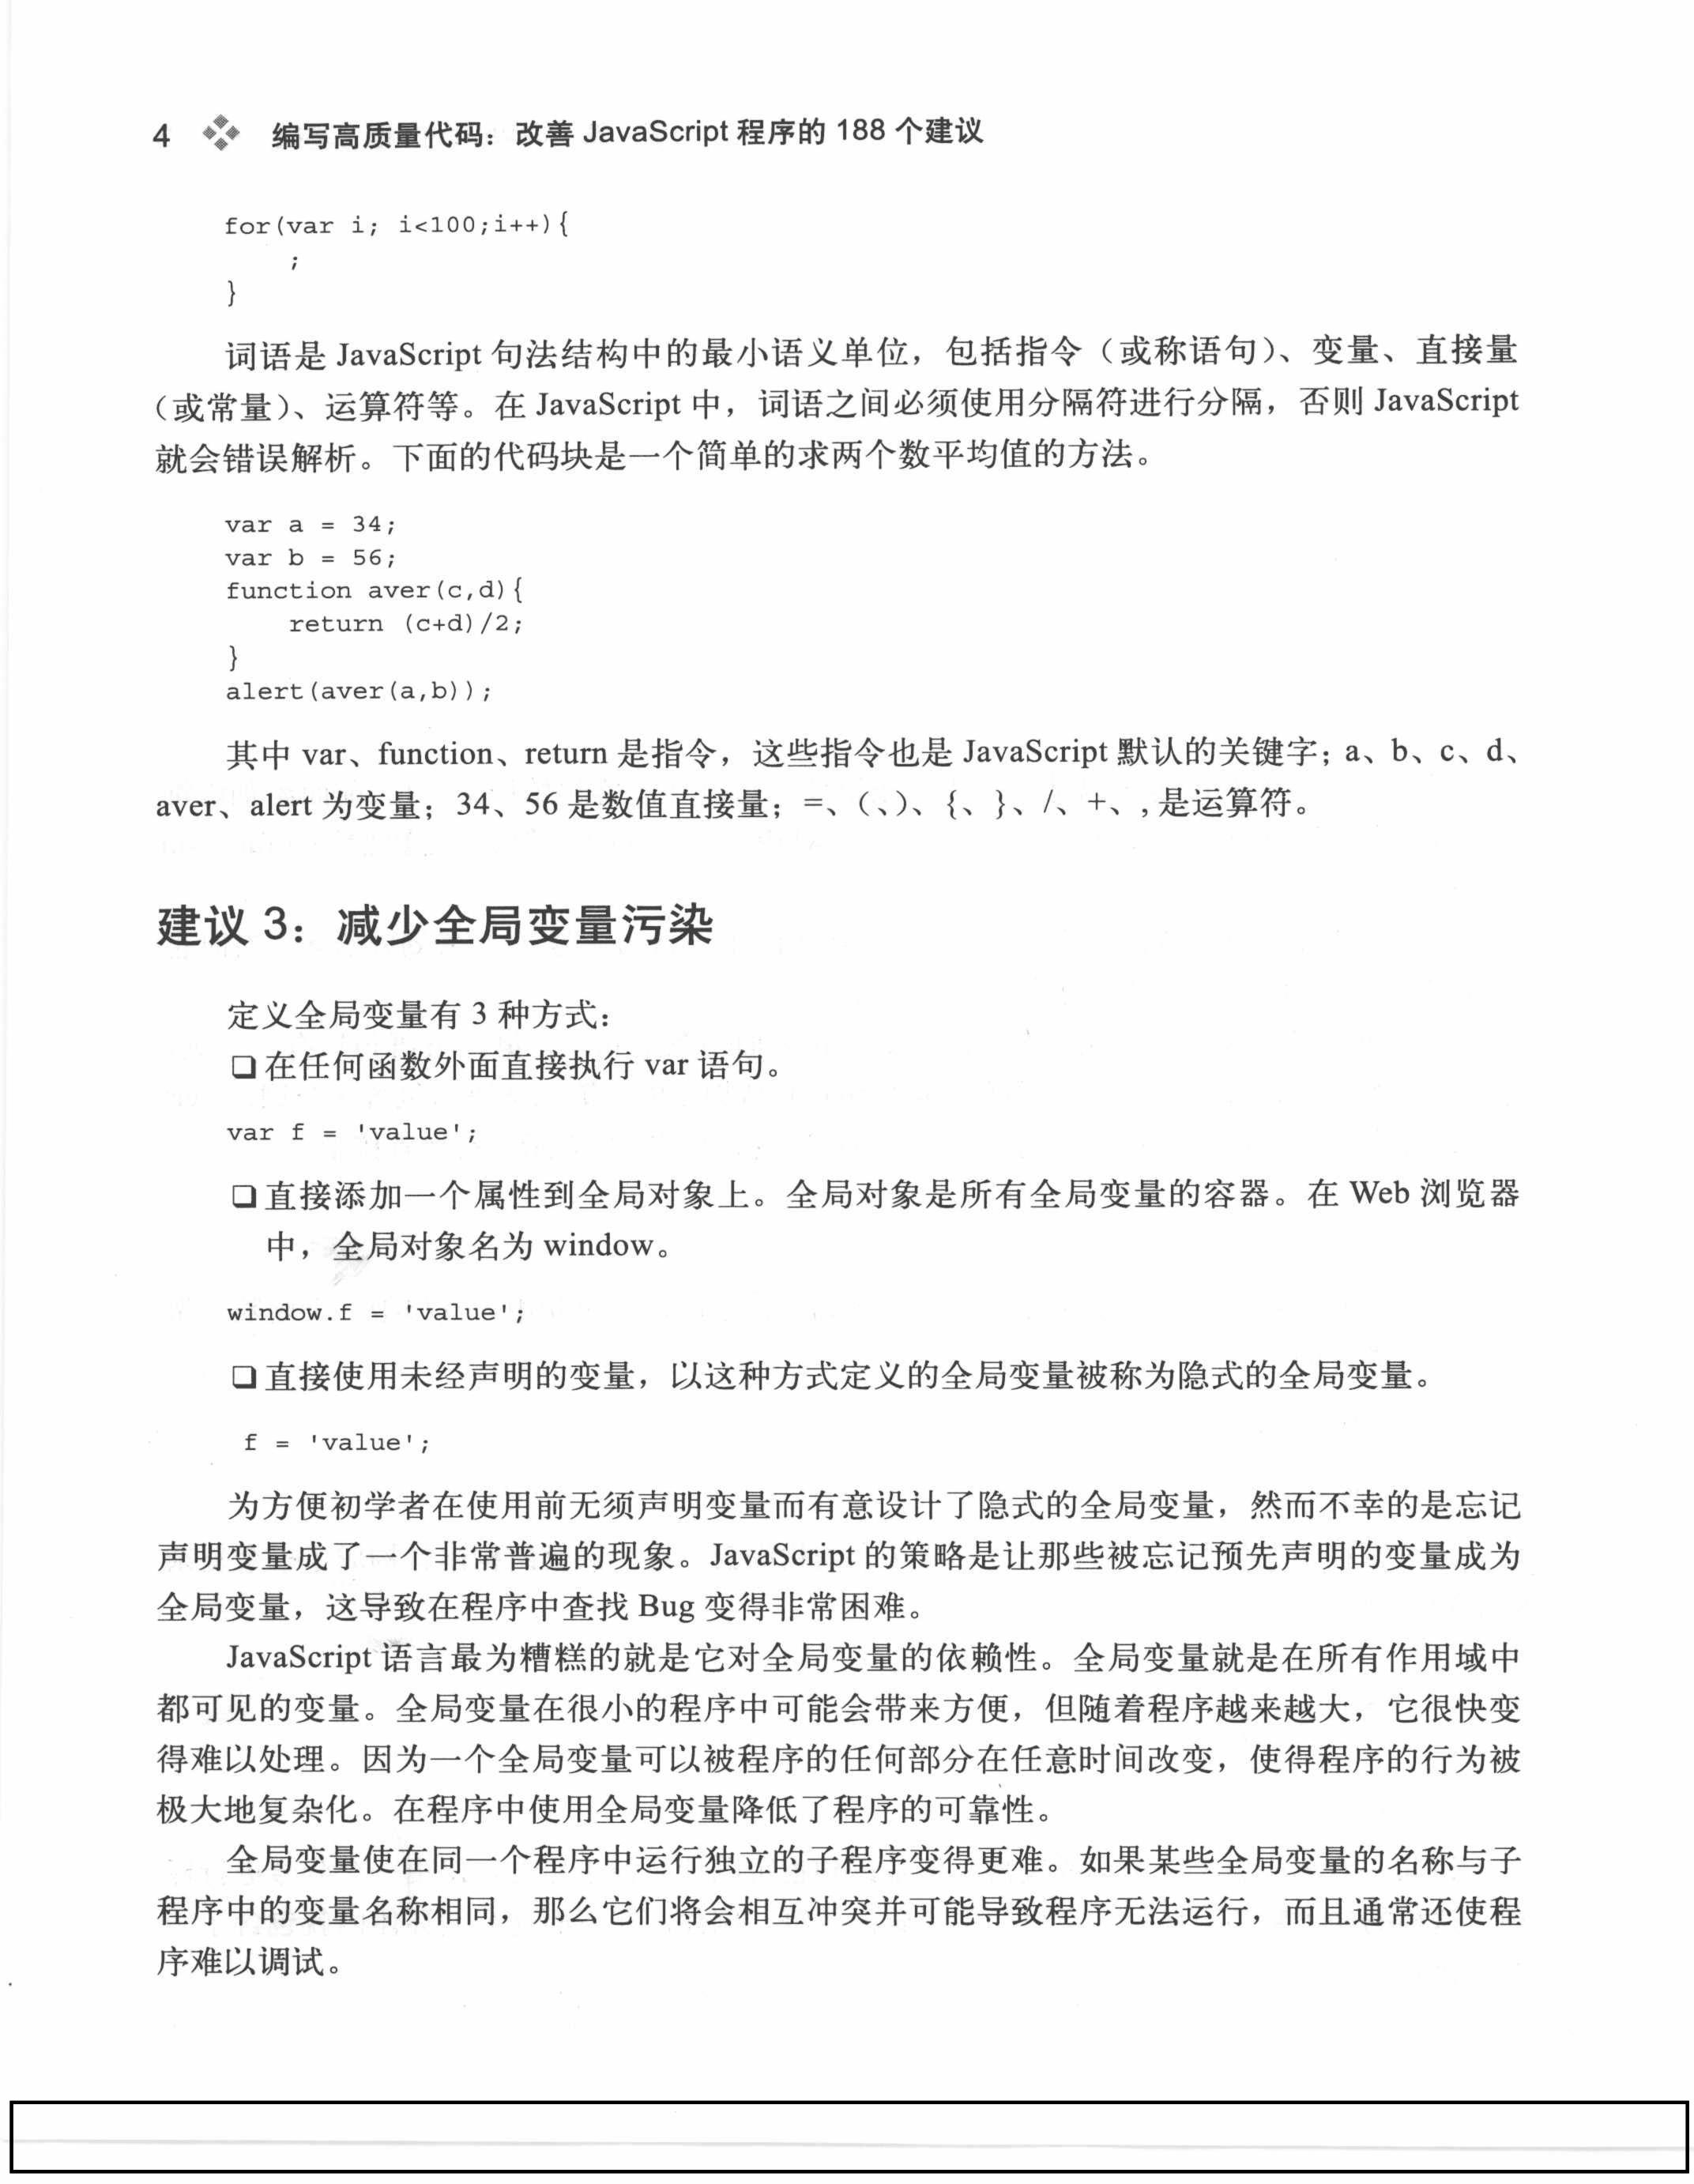 4 编写高质量代码：改善 JavaScript 程序的 188 个建议
for(var i; i<100;i++){
;
}
词语是 JavaScript 句法结构中的最小语义单位，包括指令（或称语句）、变量、直接量
（或常量）、运算符等。在 JavaScript 中，词语之间必须使用分隔符进行分隔，否则 JavaScript
就会错误解析。下面的代码块是一个简单的求两个数平均值的方法。
var a = 34;
var b = 56;
function aver(c,d){
return (c+d)/2;
}
alert(aver(a,b));
其中 var、function、return 是指令，这些指令也是 JavaScript 默认的关键字；a、b、c、d、
aver、alert 为变量；34、56 是数值直接量；=、（、）、{、}、/、+、, 是运算符。
建议 3：减少全局变量污染
定义全局变量有 3 种方式：
❑ 在任何函数外面直接执行 var 语句。
var f = 'value';
❑ 直接添加一个属性到全局对象上。全局对象是所有全局变量的容器。在 Web 浏览器
中，全局对象名为 window。
window.f = 'value';
❑ 直接使用未经声明的变量，以这种方式定义的全局变量被称为隐式的全局变量。
f = 'value';
为方便初学者在使用前无须声明变量而有意设计了隐式的全局变量，然而不幸的是忘记
声明变量成了一个非常普遍的现象。JavaScript 的策略是让那些被忘记预先声明的变量成为
全局变量，这导致在程序中查找 Bug 变得非常困难。
JavaScript 语言最为糟糕的就是它对全局变量的依赖性。全局变量就是在所有作用域中
都可见的变量。全局变量在很小的程序中可能会带来方便，但随着程序越来越大，它很快变
得难以处理。因为一个全局变量可以被程序的任何部分在任意时间改变，使得程序的行为被
极大地复杂化。在程序中使用全局变量降低了程序的可靠性。
全局变量使在同一个程序中运行独立的子程序变得更难。如果某些全局变量的名称与子
程序中的变量名称相同，那么它们将会相互冲突并可能导致程序无法运行，而且通常还使程
序难以调试。